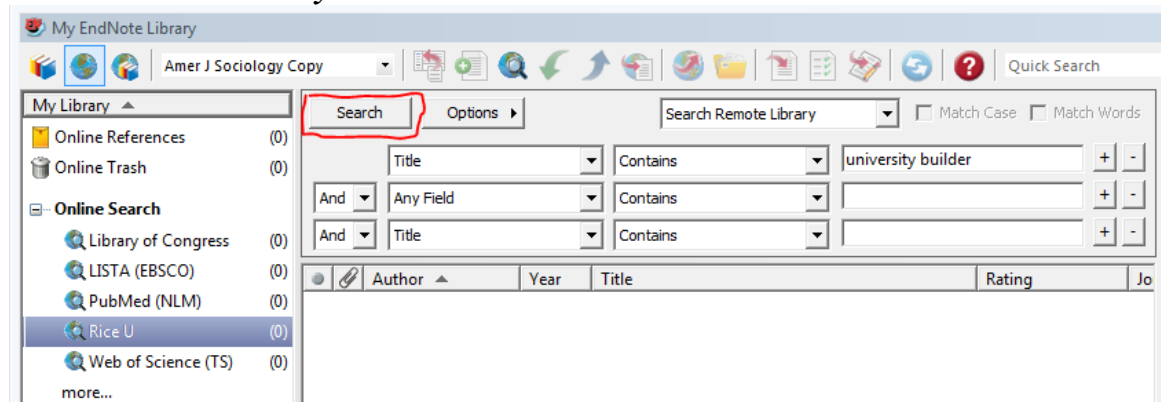 My EndNote Library
Amer J Sociology Copy Quick Search
My Library
Online References (0)
Online Trash (0)
Online Search
Library of Congress (0)
LISTA (EBSCO) (0)
PubMed (NLM) (0)
Rice U (0)
Web of Science (TS) (0)
more...
Search Options Search Remote Library Match Case Match Words
Title Contains university builder + -
And Any Field Contains + -
And Title Contains + -
Author Year Title Rating Jo